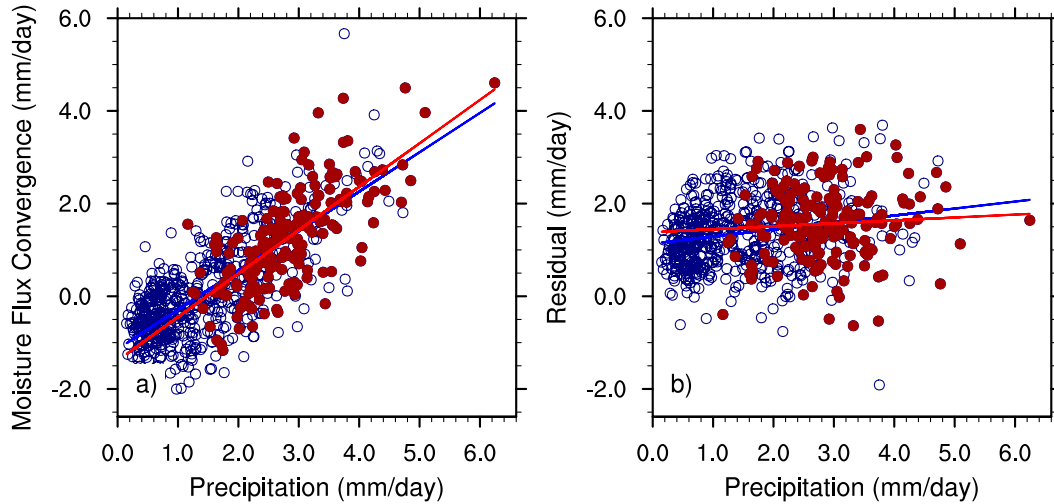 6.0
4.0
2.0
0.0
-2.0
Moisture Flux Convergence (mm/day)
a)
0.0 1.0 2.0 3.0 4.0 5.0 6.0
Precipitation (mm/day)
6.0
4.0
2.0
0.0
-2.0
Residual (mm/day)
b)
0.0 1.0 2.0 3.0 4.0 5.0 6.0
Precipitation (mm/day)